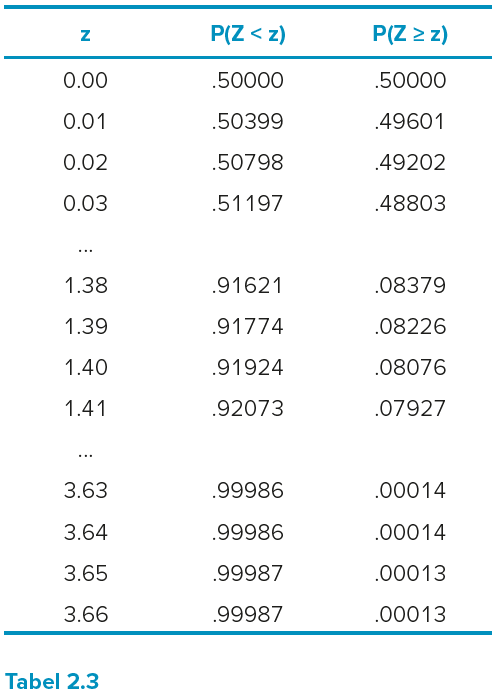 z P(Z < z) P(Z ≥ z)
0.00 .50000 .50000
0.01 .50399 .49601
0.02 .50798 .49202
0.03 .51197 .48803
...
1.38 .91621 .08379
1.39 .91774 .08226
1.40 .91924 .08076
1.41 .92073 .07927
...
3.63 .99986 .00014
3.64 .99986 .00014
3.65 .99987 .00013
3.66 .99987 .00013
Tabel 2.3